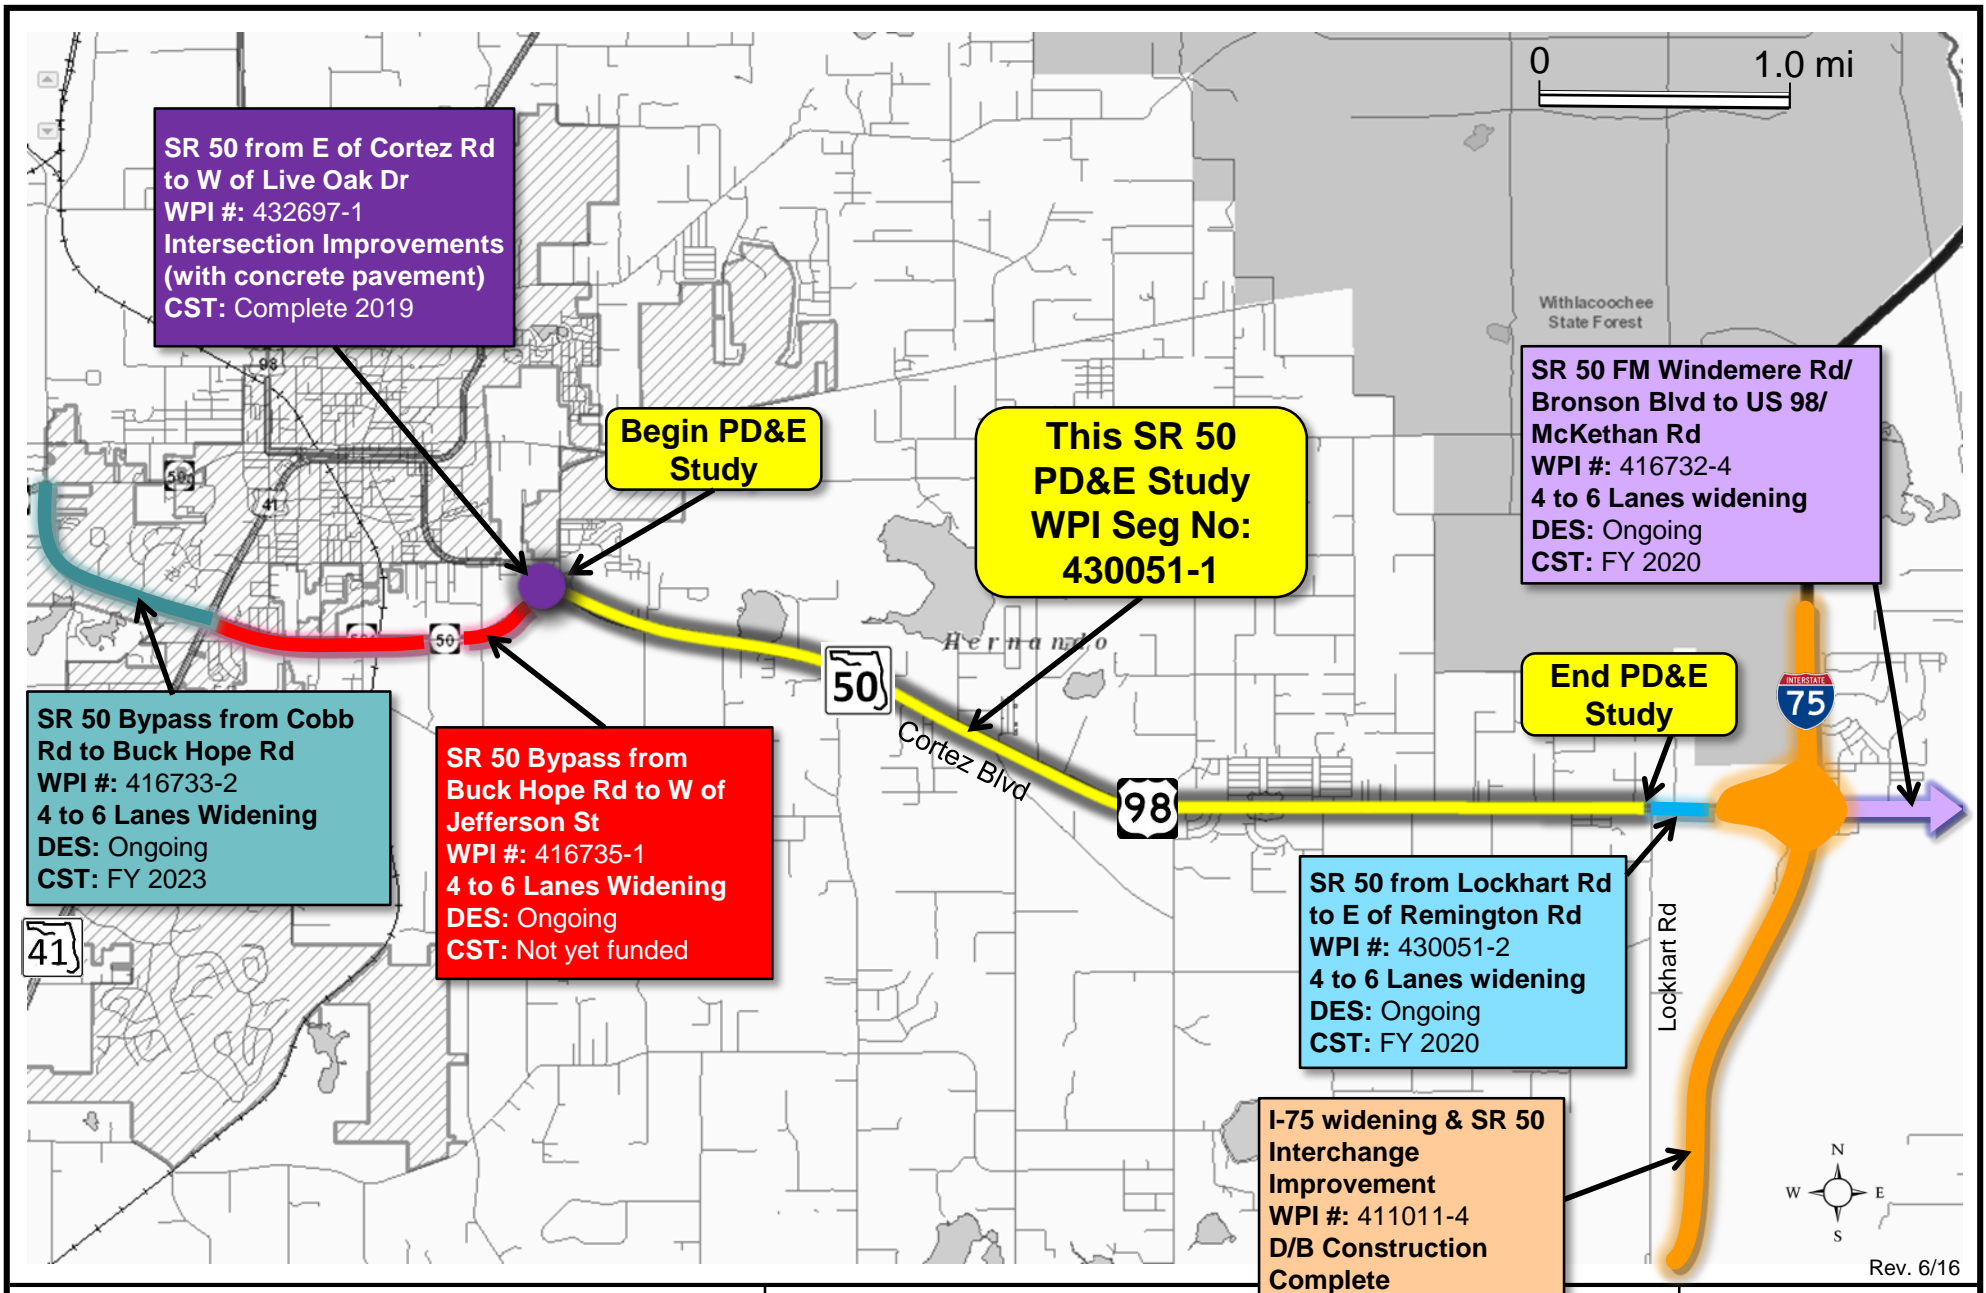 0 1.0 mi
SR 50 from E of Cortez Rd
to W of Live Oak Dr
WPI #: 432697-1
Intersection Improvements
(with concrete pavement)
CST: Complete 2019
Withlacoochee
State Forest
SR 50 FM Windemere Rd/
Bronson Blvd to US 98/
McKethan Rd
WPI #: 416732-4
4 to 6 Lanes widening
DES: Ongoing
CST: FY 2020
98
Begin PD&E
Study
This SR 50
PD&E Study
WPI Seg No:
430051-1
41
50
Hernando
50
End PD&E
Study
INTERSTATE
75
SR 50 Bypass from Cobb
Rd to Buck Hope Rd
WPI #: 416733-2
4 to 6 Lanes Widening
DES: Ongoing
CST: FY 2023
SR 50 Bypass from
Buck Hope Rd to W of
Jefferson St
WPI #: 416735-1
4 to 6 Lanes Widening
DES: Ongoing
CST: Not yet funded
Cortez Blvd
98
SR 50 from Lockhart Rd
to E of Remington Rd
WPI #: 430051-2
4 to 6 Lanes widening
DES: Ongoing
CST: FY 2020
Lockhart Rd
41
I-75 widening & SR 50
Interchange
Improvement
WPI #: 411011-4
D/B Construction
Complete
N
W E
S
Rev. 6/16